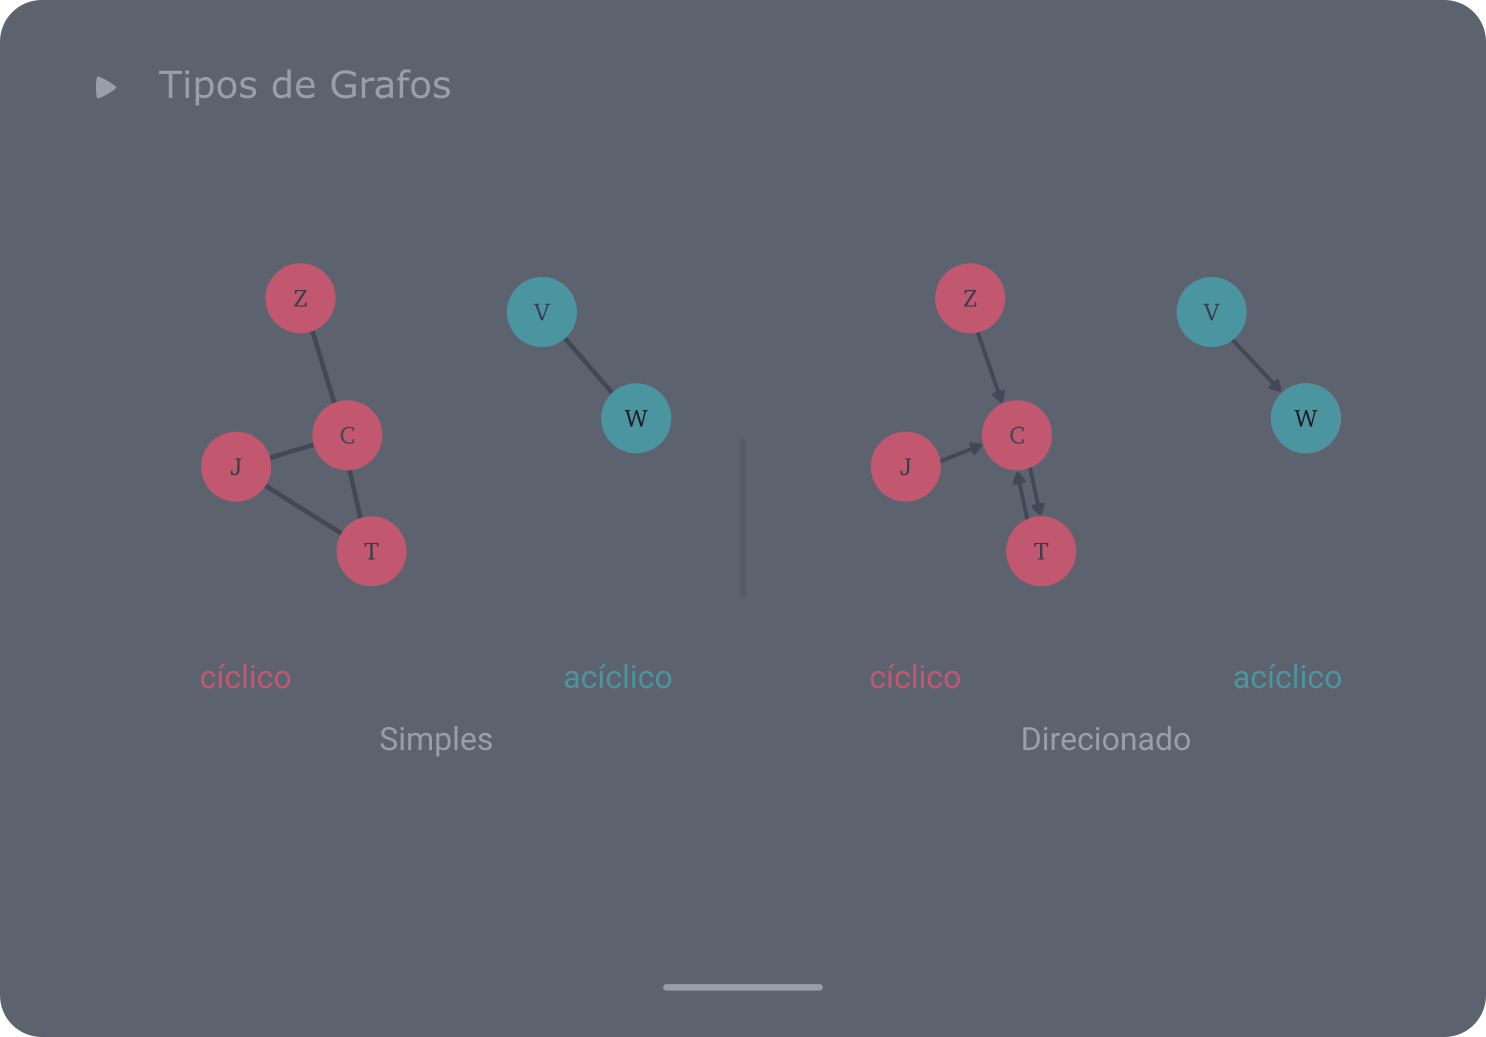 Tipos de Grafos
Z
V
C
W
J
T
Z
V
C
W
J
T
cíclico
acíclico
cíclico
acíclico
Simples
Direcionado